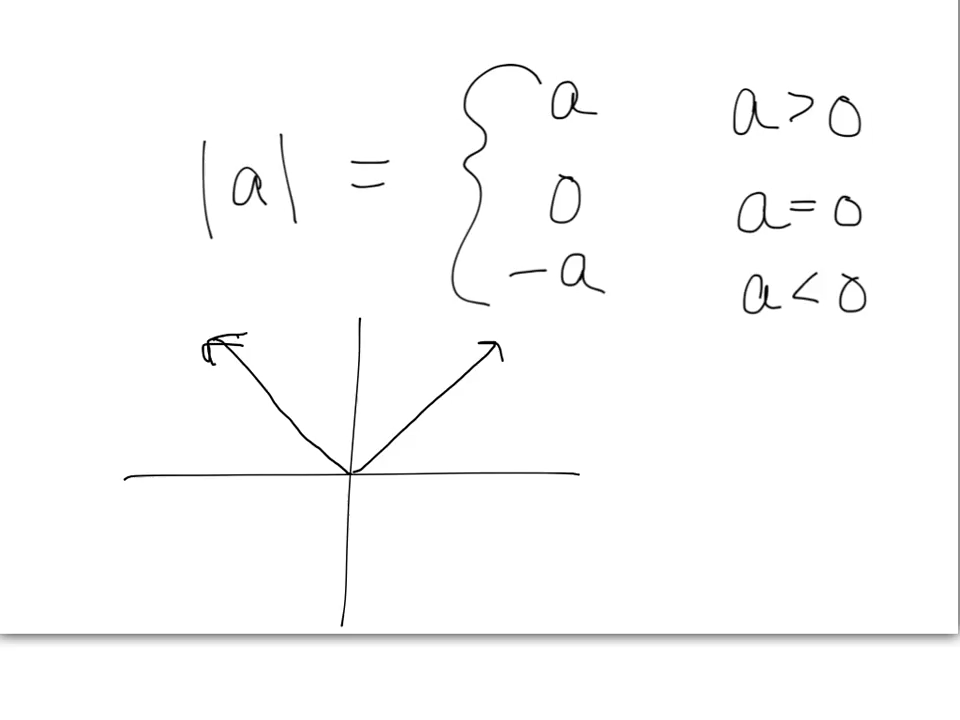 a a > 0
|a| = { 0 a = 0
-a a < 0